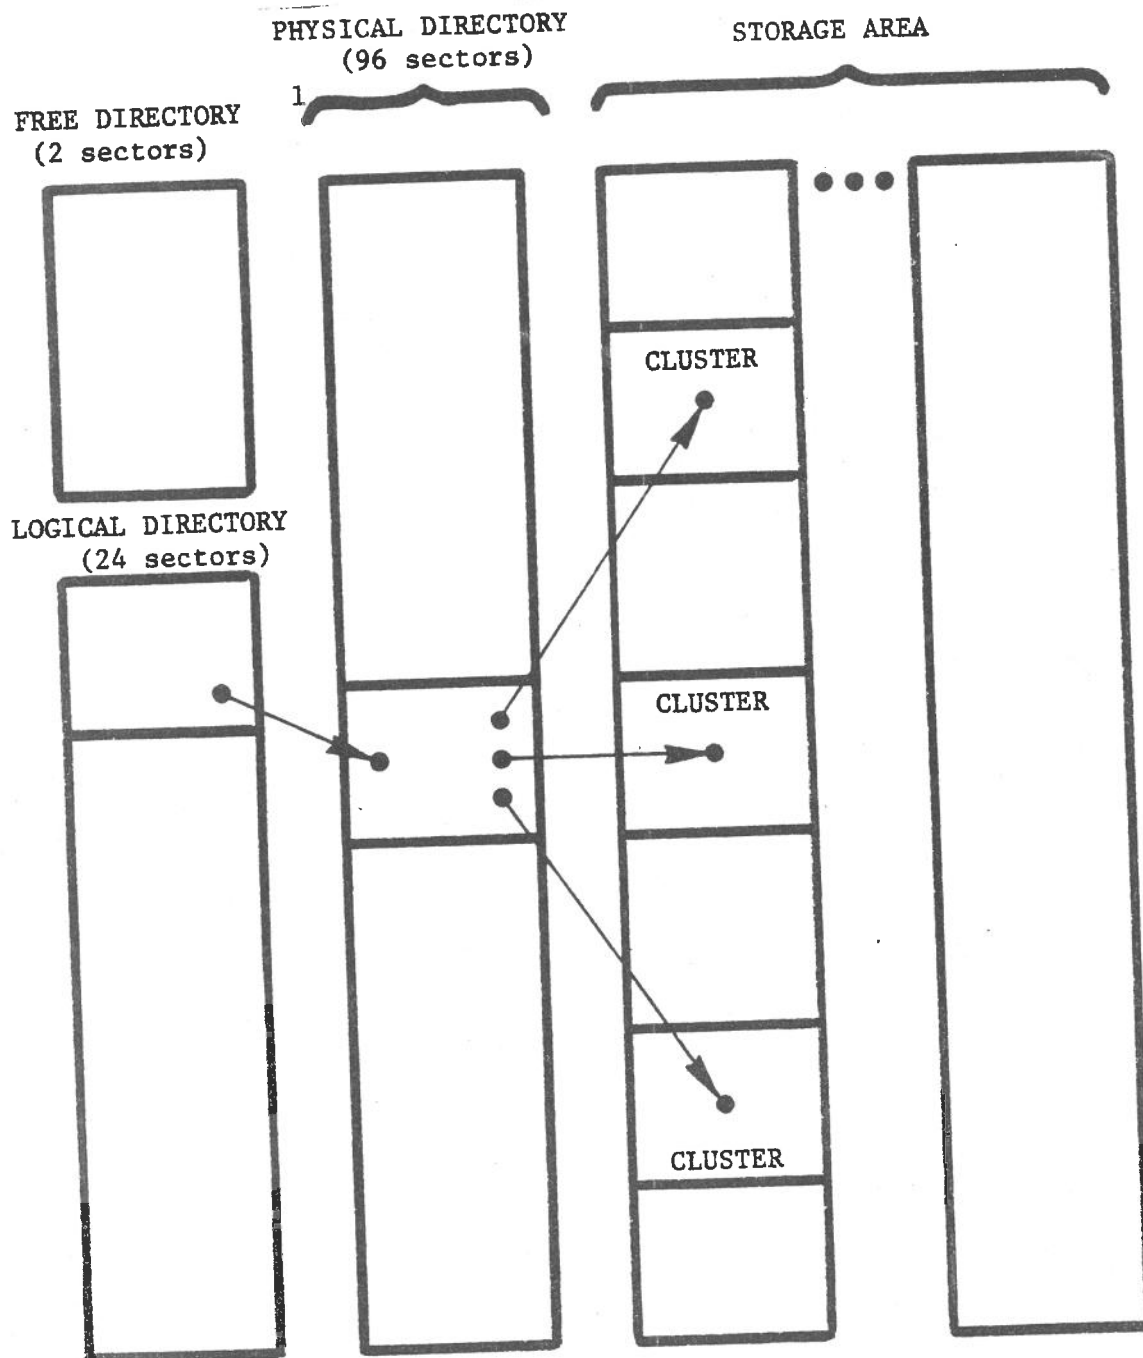 PHYSICAL DIRECTORY
(96 sectors)
1
STORAGE AREA
FREE DIRECTORY
(2 sectors)
CLUSTER
LOGICAL DIRECTORY
(24 sectors)
CLUSTER
CLUSTER